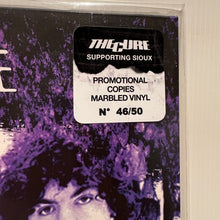 THE CURE
SUPPORTING SIOUX
PROMOTIONAL
COPIES
MARBLED VINYL
N° 46/50
E